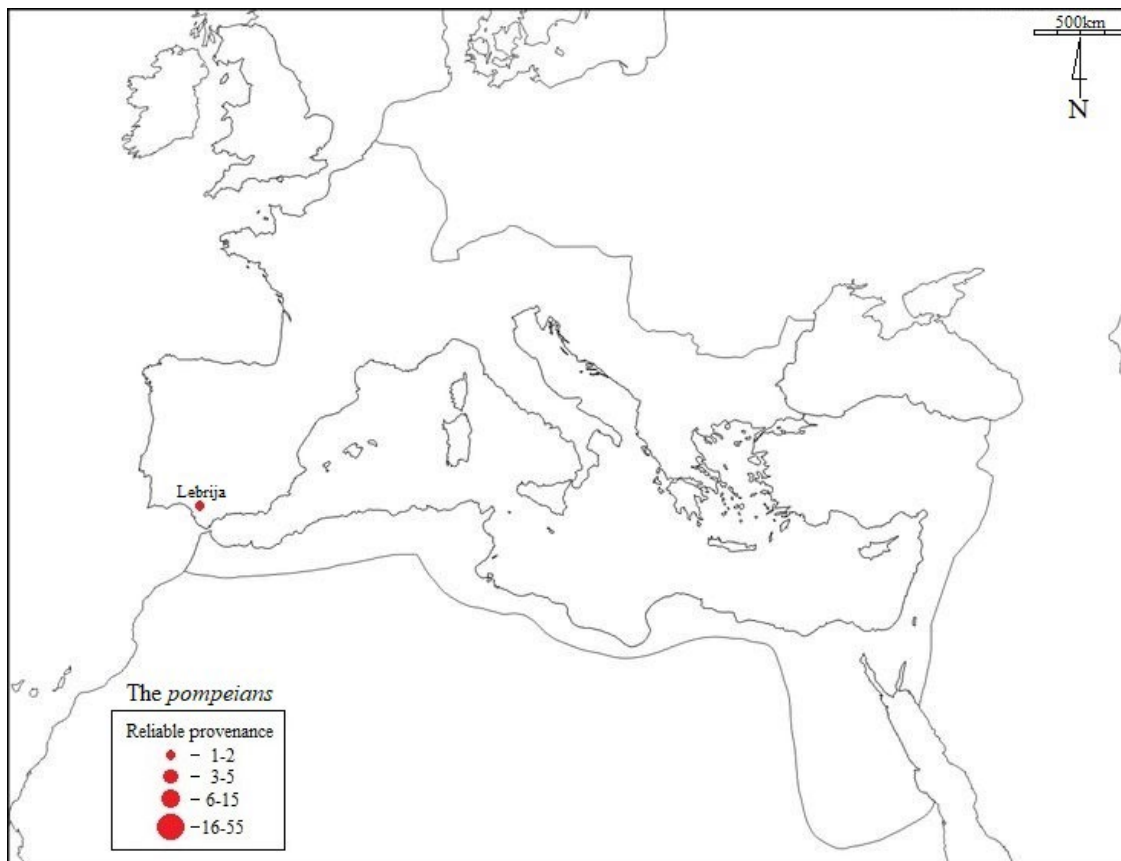 500km
N
Lebrija
The pompeians
Reliable provenance
– 1-2
– 3-5
– 6-15
–16-55